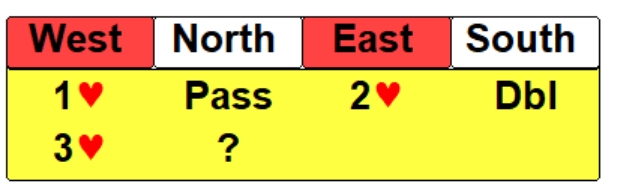 West North East South
1♥ Pass 2♥ Dbl
3♥ ?